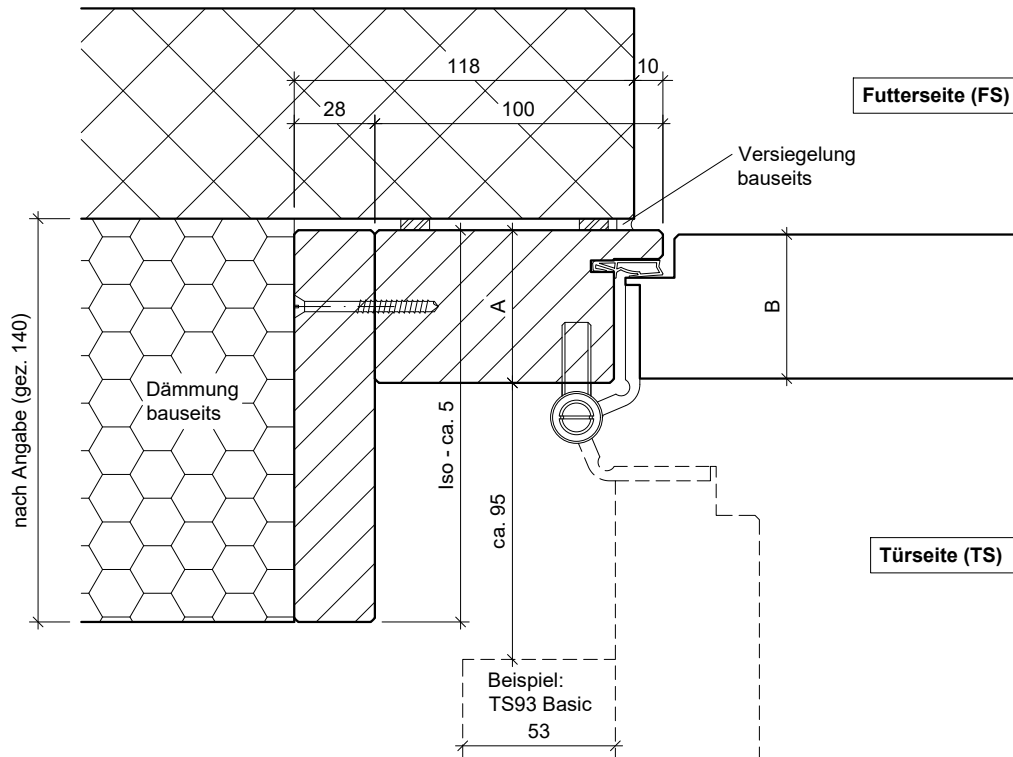 118
10
Futterseite (FS)
28
100
Versiegelung
bauseits
nach Angabe (gez. 140)
A
B
Dämmung
bauseits
Iso - ca. 5
ca. 95
Türseite (TS)
Beispiel:
TS93 Basic
53